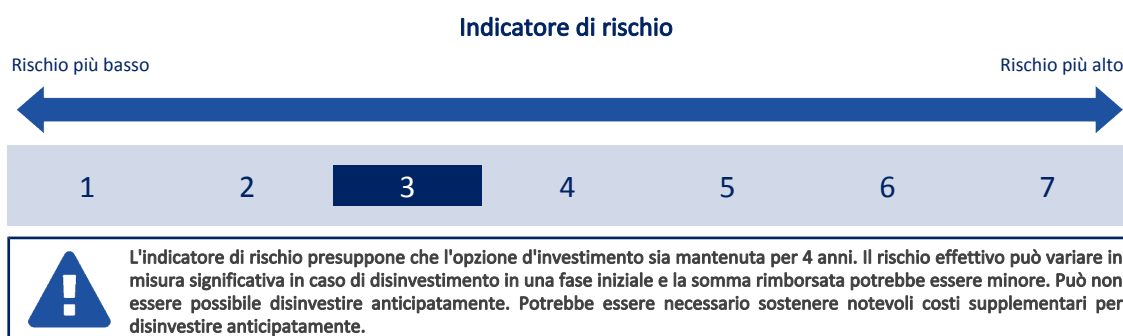 Indicatore di rischio
Rischio più basso
Rischio più alto
1 2 3 4 5 6 7
L'indicatore di rischio presuppone che l'opzione d'investimento sia mantenuta per 4 anni. Il rischio effettivo può variare in
misura significativa in caso di disinvestimento in una fase iniziale e la somma rimborsata potrebbe essere minore. Può non
essere possibile disinvestire anticipatamente. Potrebbe essere necessario sostenere notevoli costi supplementari per
disinvestire anticipatamente.